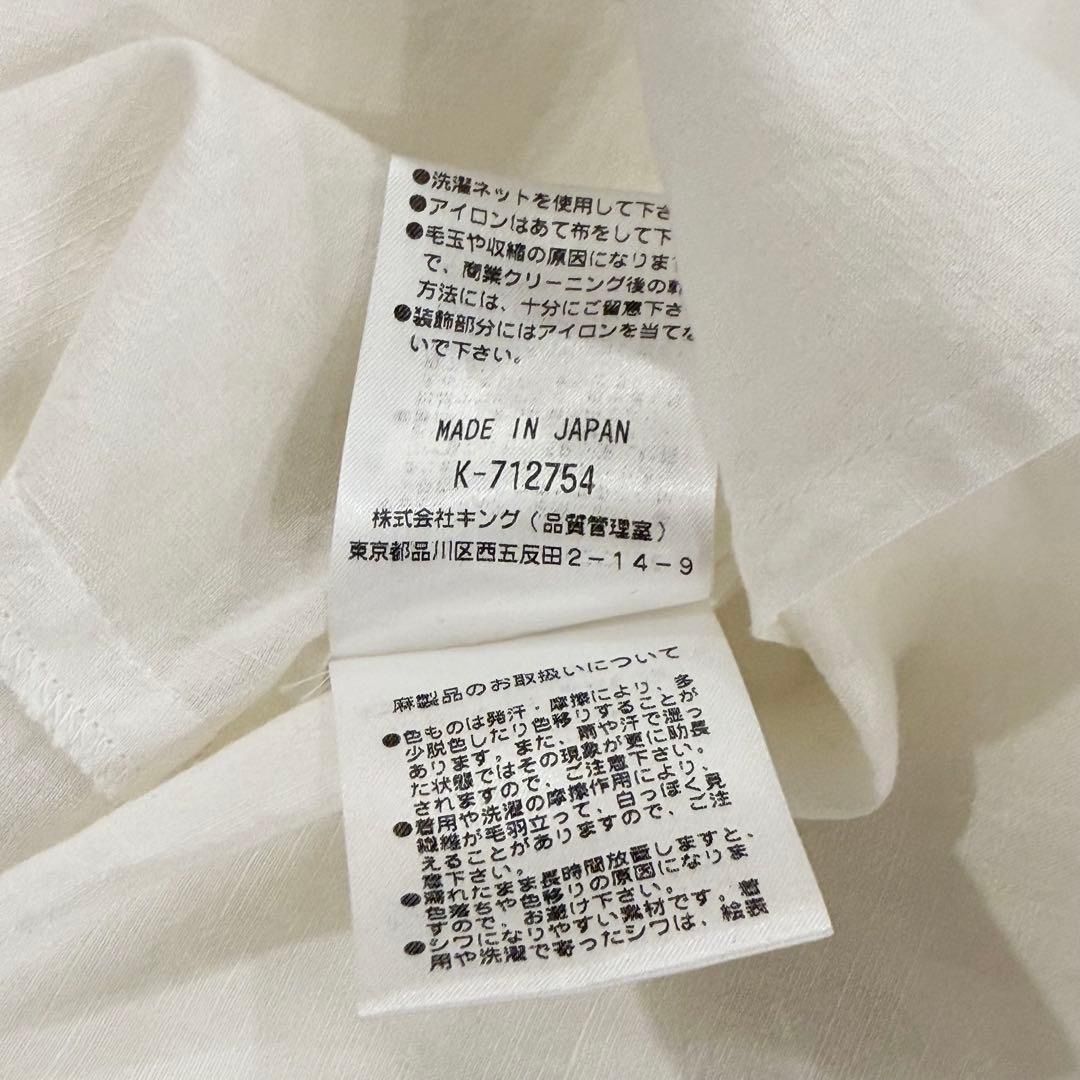 ●洗濯ネットを使用して下さ
●アイロンはあて布をして下
●毛玉や収縮の原因になりま
で、商業クリーニング後の
方法には、十分にご留意下さ
●装飾部分にはアイロンを当てな
いで下さい。
MADE IN JAPAN
K-712754
株式会社キング（品質管理室）
東京都品川区西五反田２－１４－９
麻製品のお取扱いについて
●色ものは発汗・摩擦により、多
少脱色したり色移りすることが
あります。また、雨や汗で湿っ
た状態ではその現象が更に助長
されますので、ご注意下さい。
●着用や洗濯の摩擦作用により、
繊維が毛羽立って、白っぽく見
えることがありますので、ご注
意下さい。
●濡れたまま長時間放置しますと、
色落ちや色移りの原因になりま
すので、お避け下さい。
●シワになりやすい素材です。着
用や洗濯で寄ったシワは、絵表